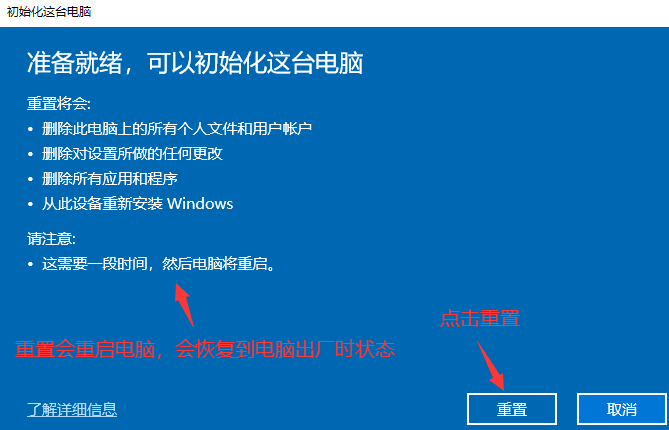 初始化这台电脑
准备就绪，可以初始化这台电脑
重置将会:
• 删除此电脑上的所有个人文件和用户帐户
• 删除对设置所做的任何更改
• 删除所有应用和程序
• 从此设备重新安装 Windows
请注意:
• 这需要一段时间，然后电脑将重启。
点击重置
重置会重启电脑，会恢复到电脑出厂时状态
了解详细信息
重置
取消